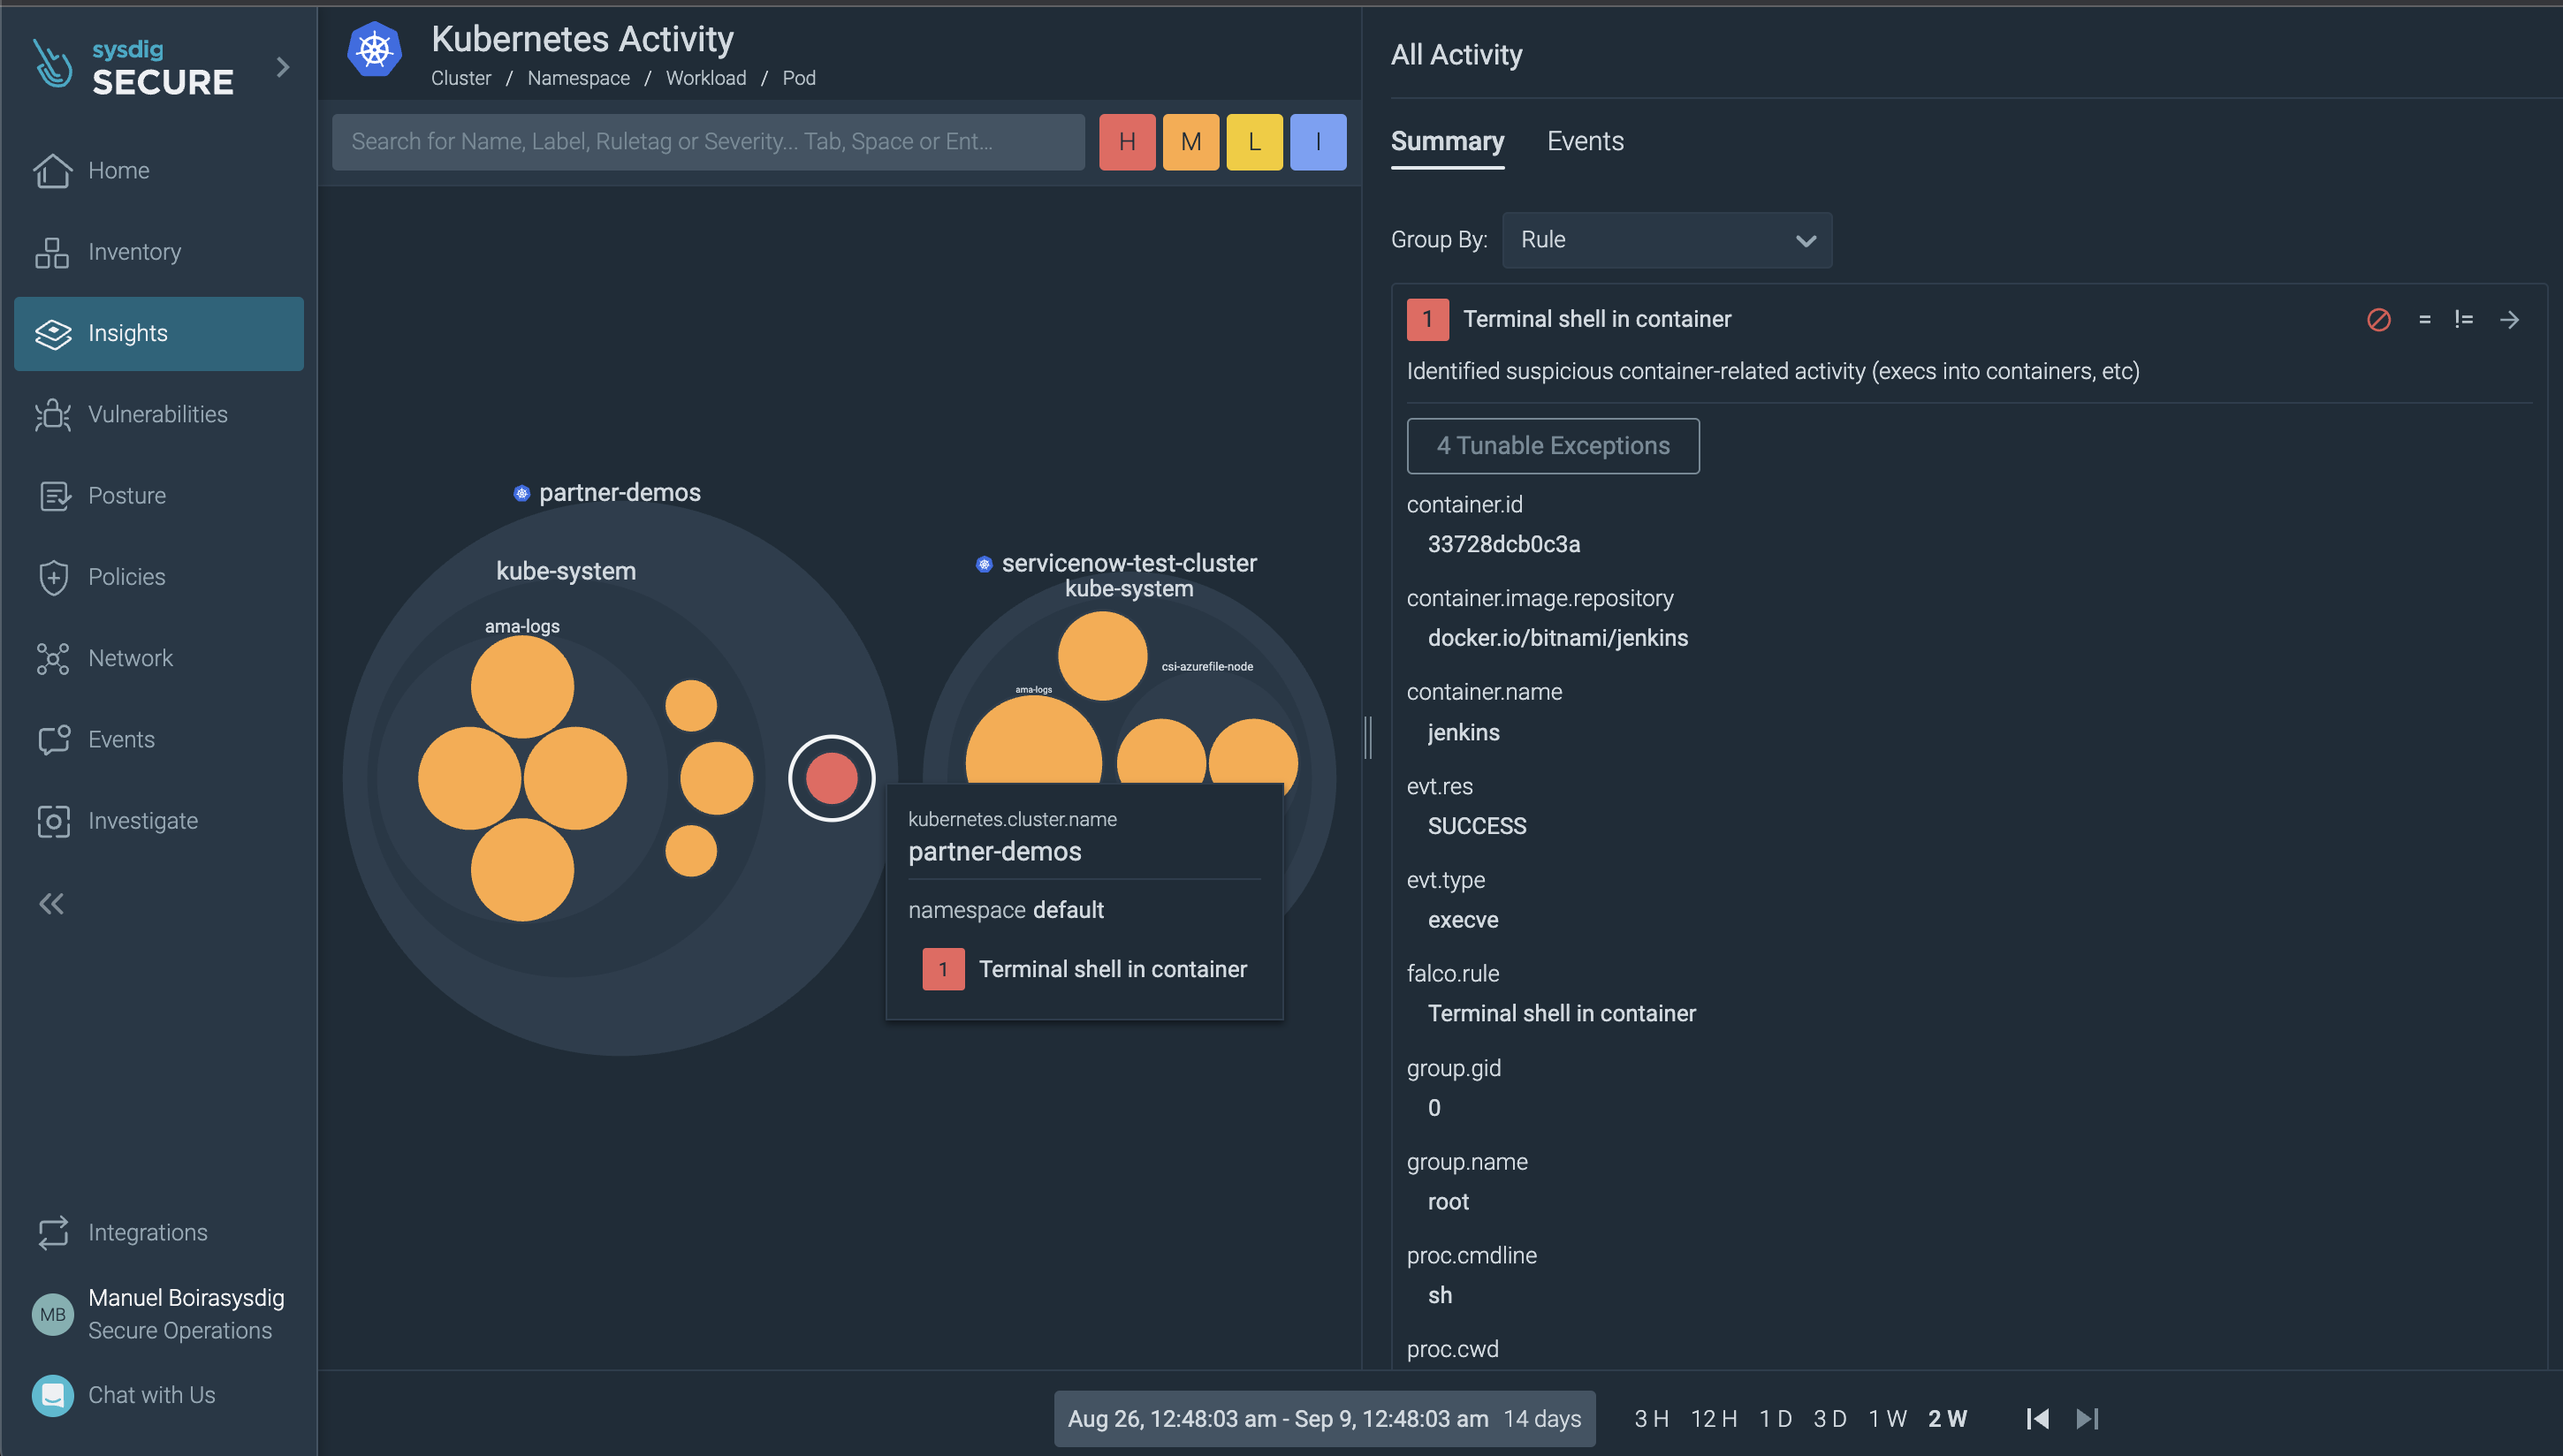 sysdig
SECURE
Home
Inventory
Insights
Vulnerabilities
Posture
Policies
Network
Events
Investigate
Integrations
MB
Manuel Boirasysdig
Secure Operations
Chat with Us
Kubernetes Activity
Cluster / Namespace / Workload / Pod
Search for Name, Label, Ruletag or Severity... Tab, Space or Ent...
H M L I
partner-demos
kube-system
ama-logs
servicenow-test-cluster
kube-system
csi-azurefile-node
ama-logs
kubernetes.cluster.name
partner-demos
namespace default
1 Terminal shell in container
All Activity
Summary Events
Group By: Rule
1 Terminal shell in container = !=
Identified suspicious container-related activity (execs into containers, etc)
4 Tunable Exceptions
container.id
33728dcb0c3a
container.image.repository
docker.io/bitnami/jenkins
container.name
jenkins
evt.res
SUCCESS
evt.type
execve
falco.rule
Terminal shell in container
group.gid
0
group.name
root
proc.cmdline
sh
proc.cwd
Aug 26, 12:48:03 am - Sep 9, 12:48:03 am 14 days 3 H 12 H 1 D 3 D 1 W 2 W